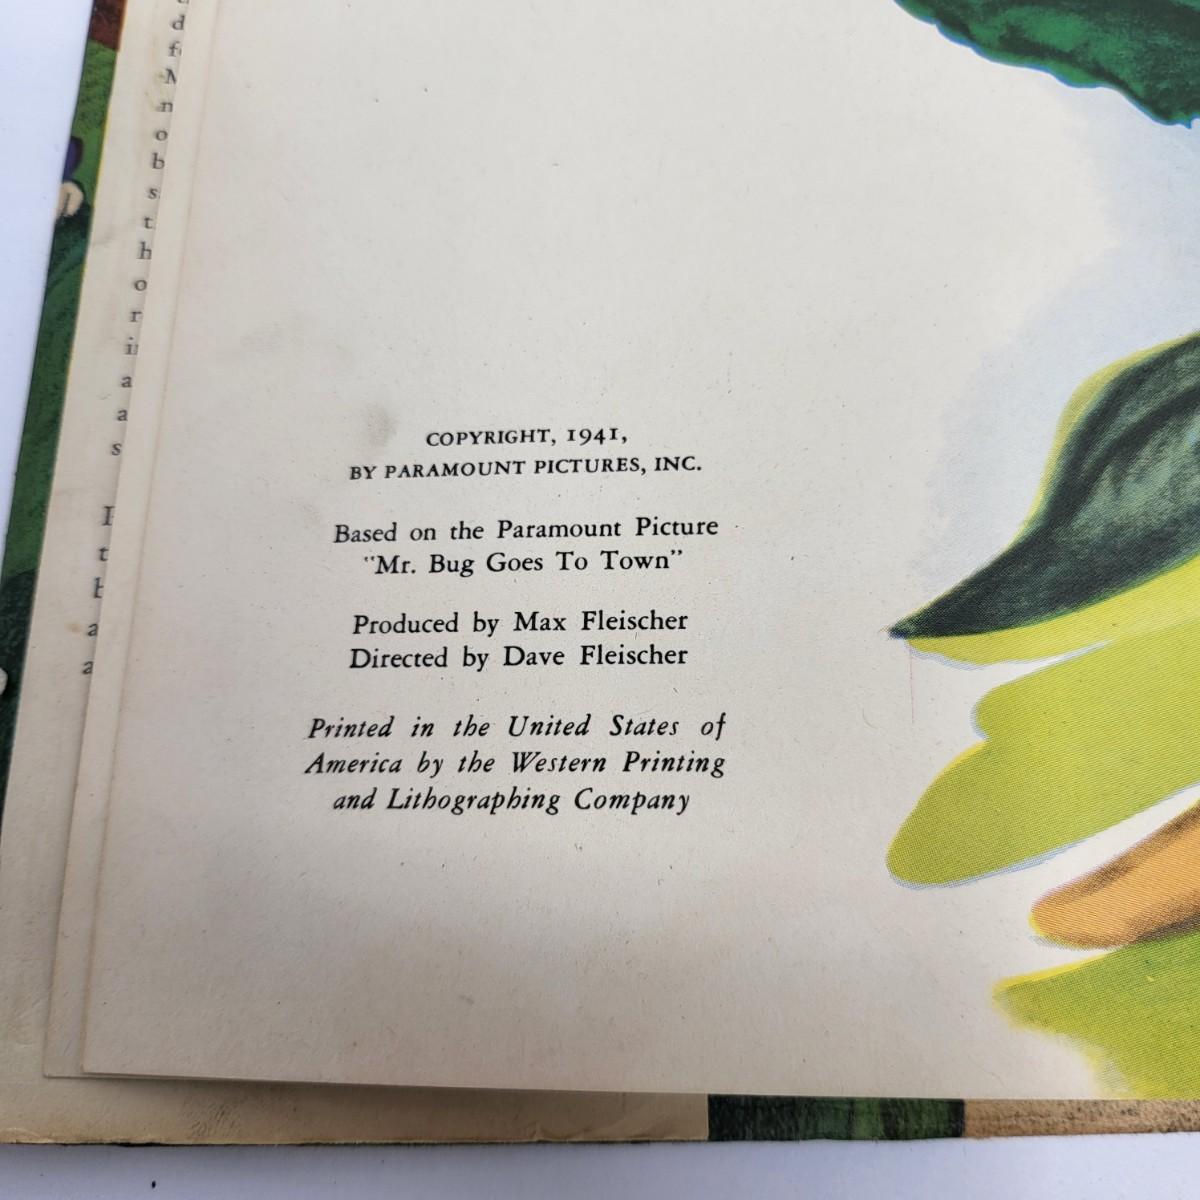 COPYRIGHT, 1941,
BY PARAMOUNT PICTURES, INC.
Based on the Paramount Picture
"Mr. Bug Goes To Town"
Produced by Max Fleischer
Directed by Dave Fleischer
Printed in the United States of
America by the Western Printing
and Lithographing Company